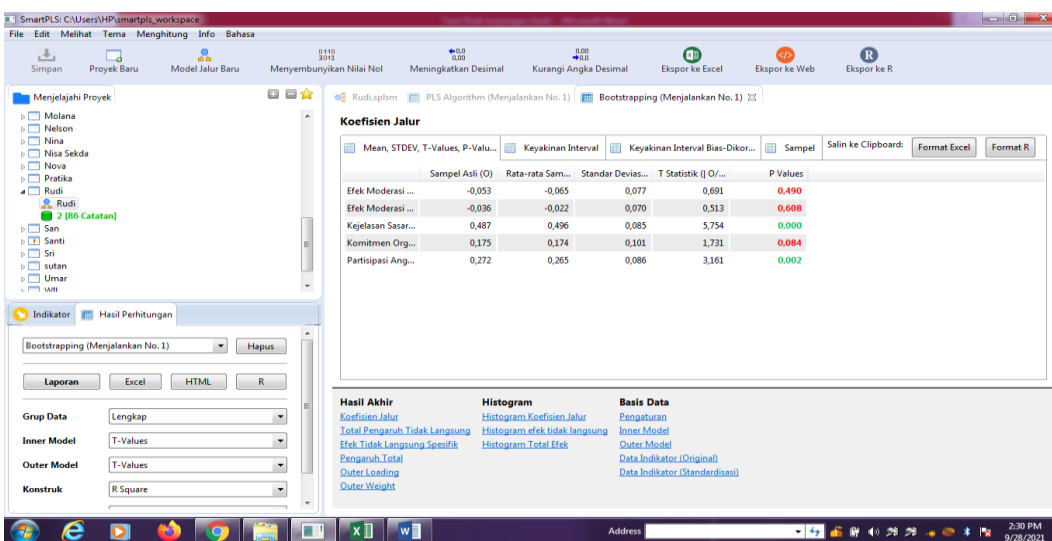 SmartPLS: C:\Users\HP\smartpls_workspace
File Edit Melihat Tema Menghitung Info Bahasa
Simpan Proyek Baru Model Jalur Baru Menyembunyikan Nilai Nol Meningkatkan Desimal Kurangi Angka Desimal Ekspor ke Excel Ekspor ke Web Ekspor ke R
Menjelajahi Proyek
Molana
Nelson
Nina
Nisa Sekda
Nova
Pratika
Rudi
Rudi
2 [86 Catatan]
San
Santi
Sri
sutan
Umar
Indikator Hasil Perhitungan
Bootstrapping (Menjalankan No. 1) Hapus
Laporan Excel HTML R
Grup Data Lengkap
Inner Model T-Values
Outer Model T-Values
Konstruk R Square
Rudi.splsm PLS Algorithm (Menjalankan No. 1) Bootstrapping (Menjalankan No. 1)
Koefisien Jalur
Mean, STDEV, T-Values, P-Valu... Keyakinan Interval Keyakinan Interval Bias-Dikor... Sampel Salin ke Clipboard: Format Excel Format R
Sampel Asli (O) Rata-rata Sam... Standar Devias... T Statistik (| O/... P Values
Efek Moderasi ... -0,053 -0,065 0,077 0,691 0,490
Efek Moderasi ... -0,036 -0,022 0,070 0,513 0,608
Kejelasan Sasar... 0,487 0,496 0,085 5,754 0,000
Komitmen Org... 0,175 0,174 0,101 1,731 0,084
Partisipasi Ang... 0,272 0,265 0,086 3,161 0,002
Hasil Akhir Histogram Basis Data
Koefisien Jalur Histogram Koefisien Jalur Pengaturan
Total Pengaruh Tidak Langsung Histogram efek tidak langsung Inner Model
Efek Tidak Langsung Spesifik Histogram Total Efek Outer Model
Pengaruh Total Data Indikator (Original)
Outer Loading Data Indikator (Standardisasi)
Outer Weight
Address 2:30 PM
9/28/2021